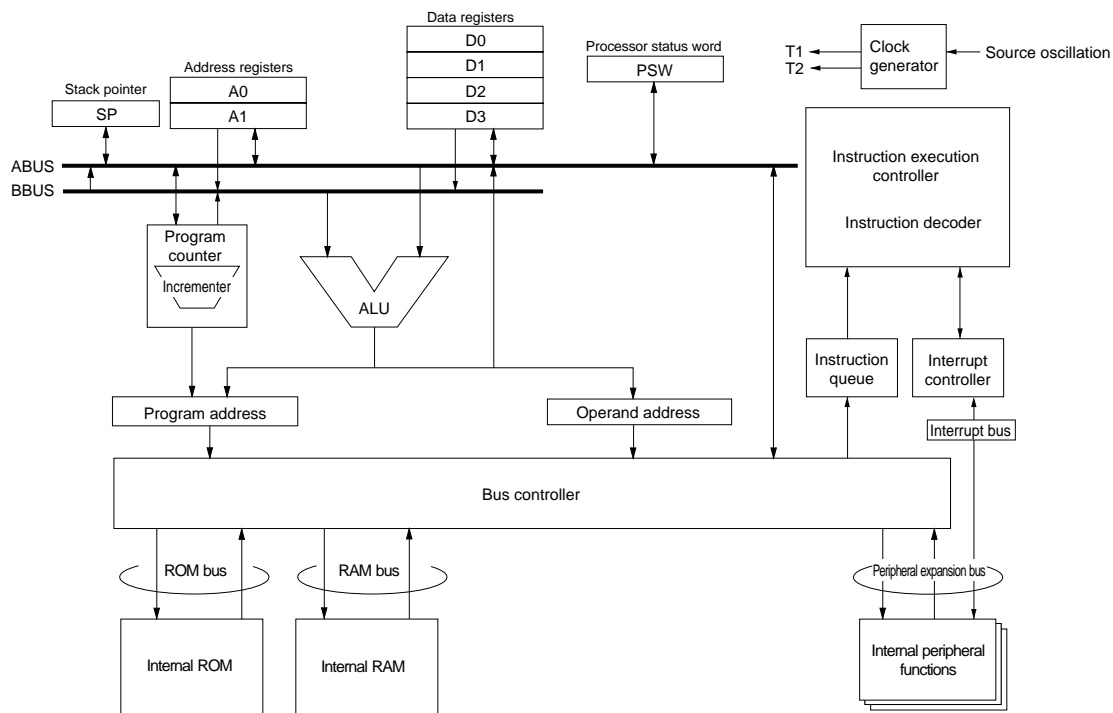 Data registers
D0
D1
D2
D3
Processor status word
PSW
T1
T2
Clock
generator
Source oscillation
Address registers
A0
A1
Stack pointer
SP
ABUS
BBUS
Instruction execution
controller
Instruction decoder
Program
counter
Incrementer
ALU
Instruction
queue
Interrupt
controller
Program address
Operand address
Interrupt bus
Bus controller
ROM bus
RAM bus
Peripheral expansion bus
Internal ROM
Internal RAM
Internal peripheral
functions